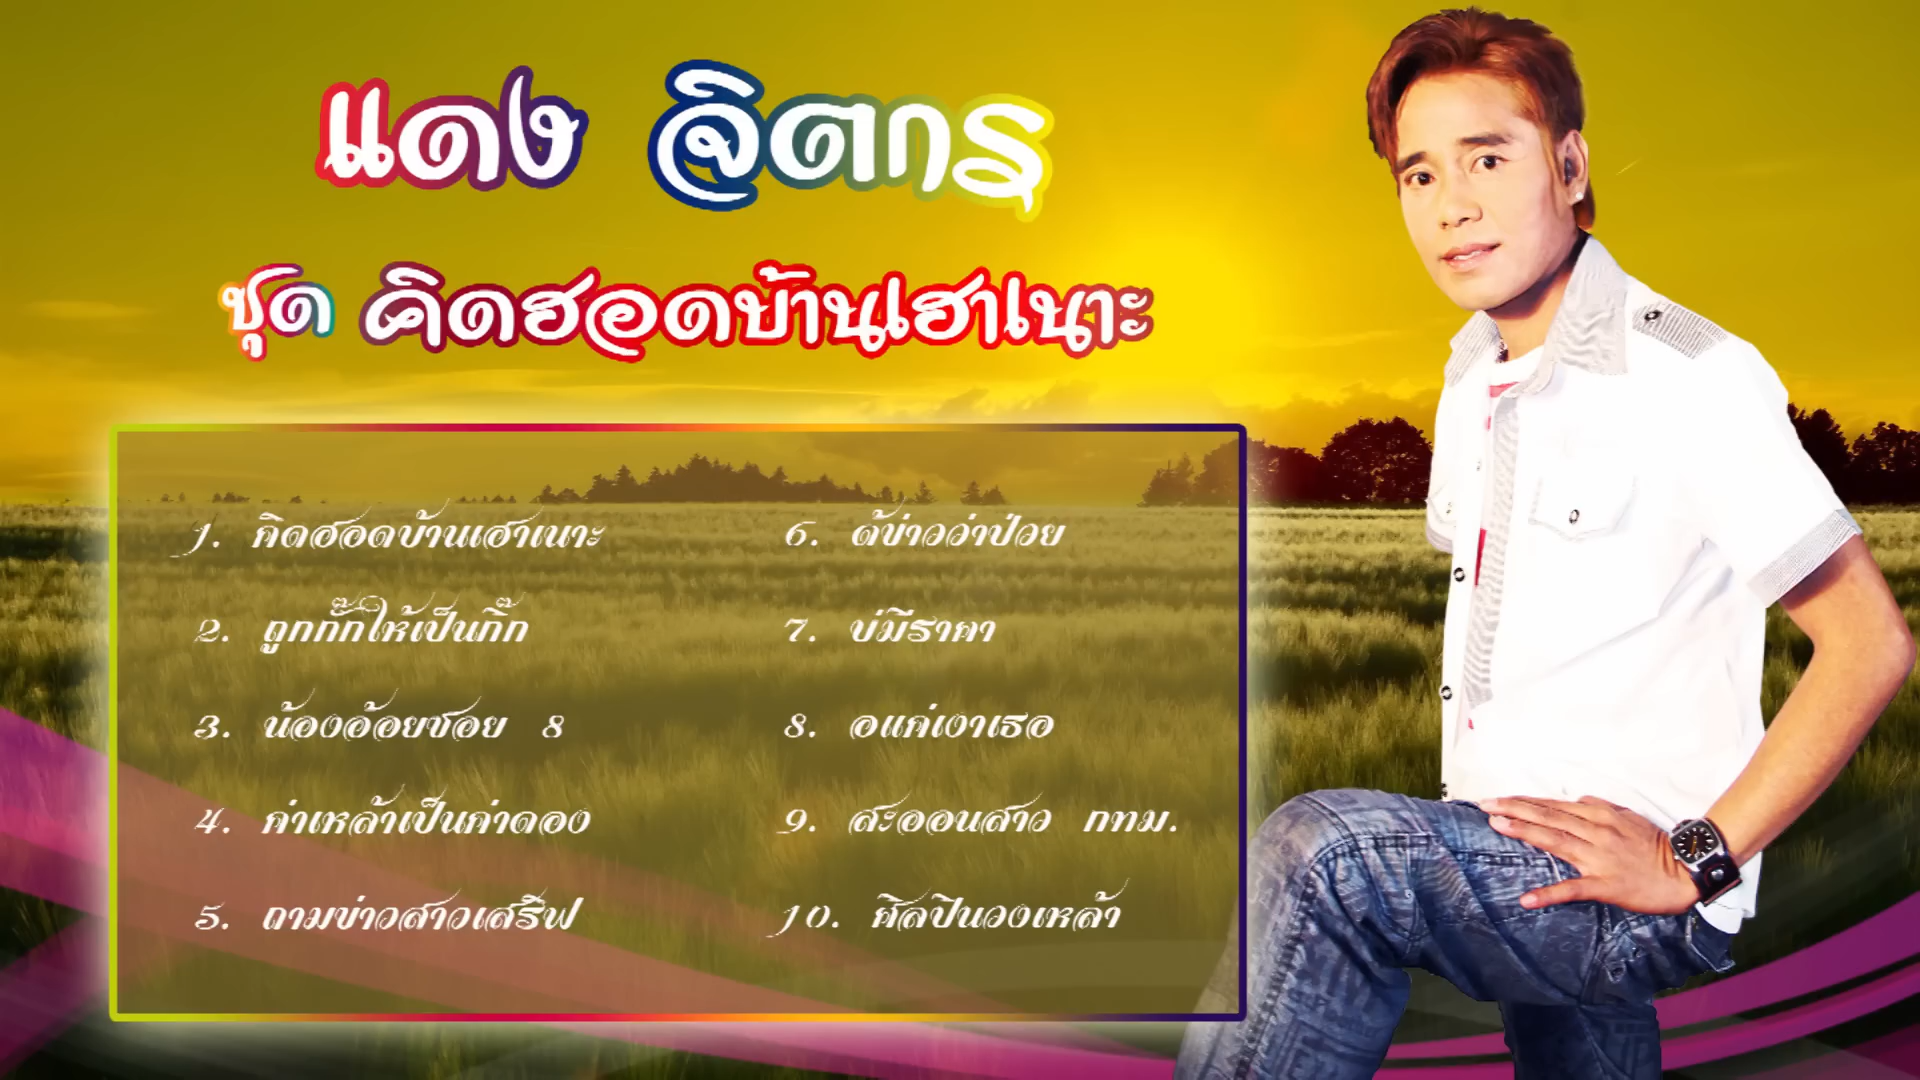 แดง จิตกร
ชุด คิดฮอดบ้านเฮาเนาะ
1. คิดฮอดบ้านเฮาเนาะ
2. ถูกกั๊กให้เป็นกิ๊ก
3. น้องอ้อยซอย 8
4. ค่าเหล้าเป็นค่าดอง
5. ถามข่าวสาวเสริฟ
6. ด้ข่าวว่าป่วย
7. บ่มีราคา
8. อแค่เงาเธอ
9. สะออนสาว กทม.
10. ศิลปินวงเหล้า